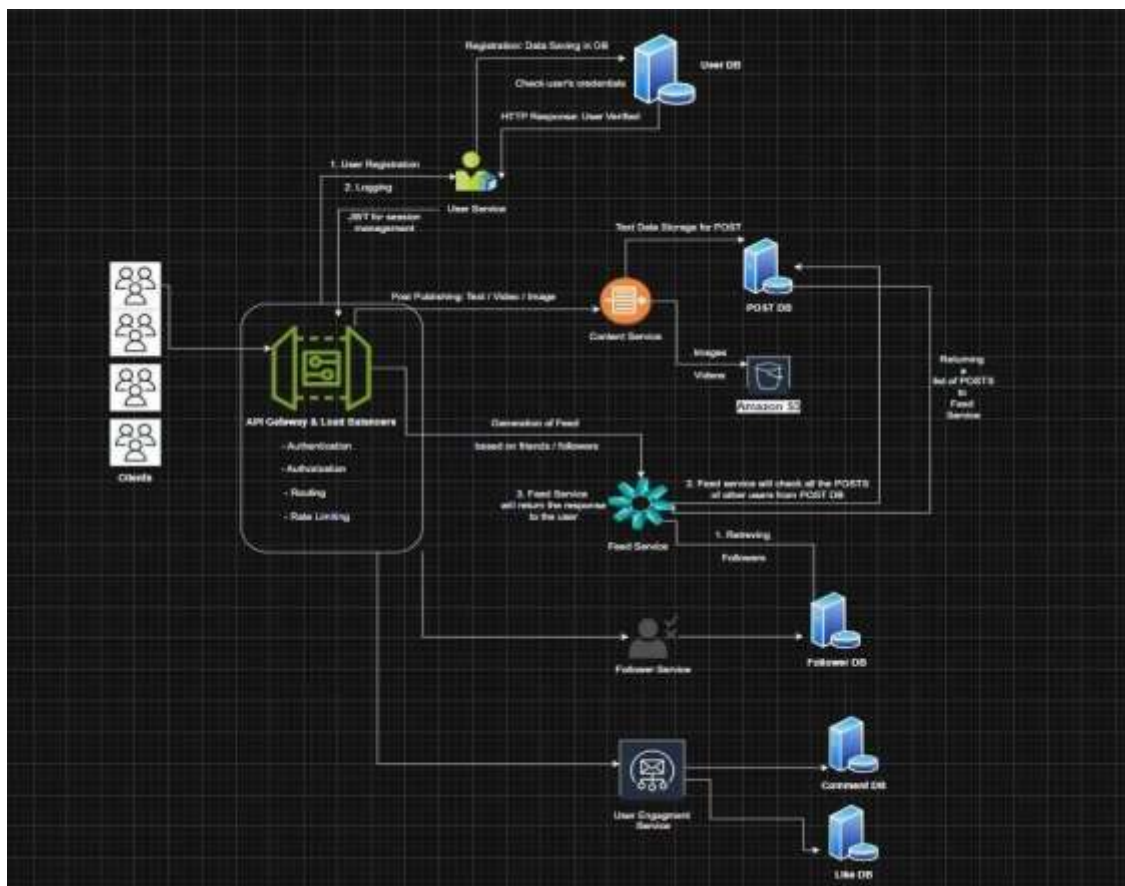 Registration: Data Saving in DB
User DB
Check user's credentials
HTTP Response: User Verified
1. User Registration
2. Logging
User Service
JWT for session
management
Text Data Storage for POST
POST DB
Post Publishing: Text / Video / Image
Content Service
Images
Videos
Amazon S3
Returning
a
list of POSTS
to
Feed
Service
API Gateway & Load Balancers
- Authentication
- Authorization
- Routing
- Rate Limiting
Clients
Generation of Feed
based on friends / followers
2. Feed service will check all the POSTS
of other users from POST DB
3. Feed Service
will return the response
to the user
Feed Service
1. Retreving
Followers
Follower Service
Follower DB
Comment DB
User Engagment
Service
Like DB